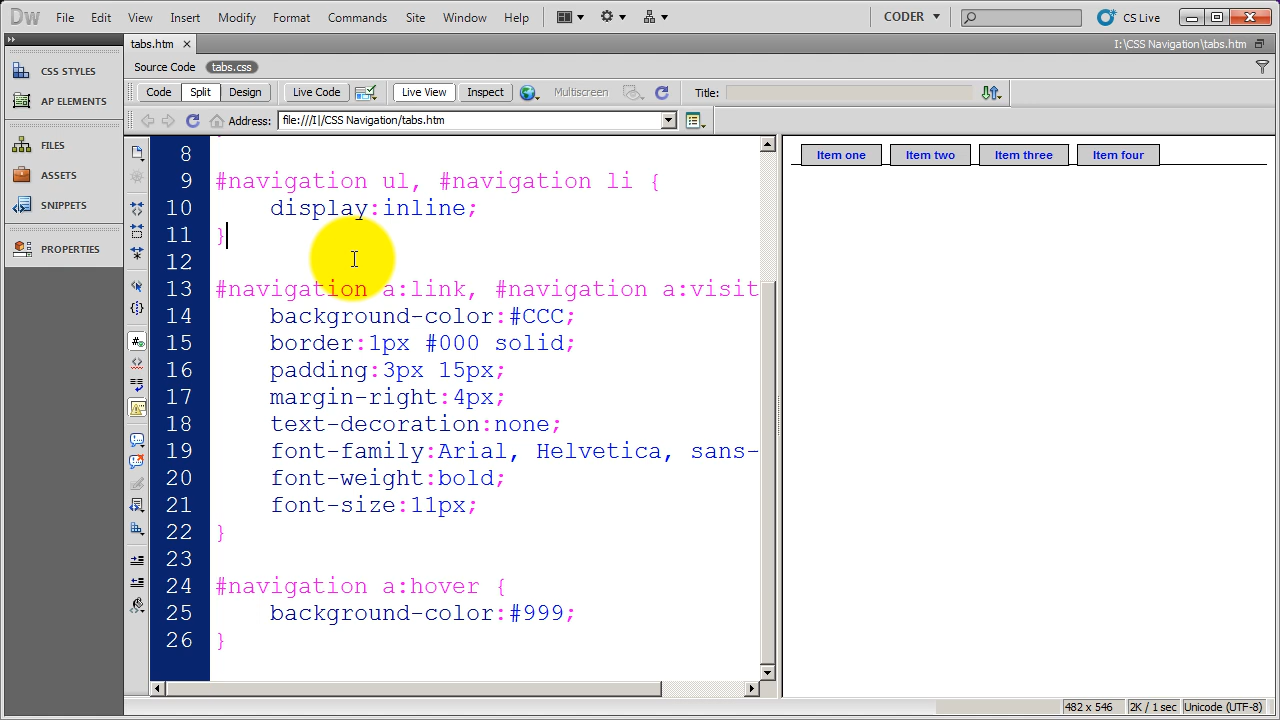 Dw File Edit View Insert Modify Format Commands Site Window Help CODER CS Live
tabs.htm I:\CSS Navigation\tabs.htm
Source Code tabs.css
Code Split Design Live Code Live View Inspect Multiscreen Title:
Address: file:///I|/CSS Navigation/tabs.htm
CSS STYLES
AP ELEMENTS
FILES
ASSETS
SNIPPETS
PROPERTIES
8
9 #navigation ul, #navigation li {
10 display:inline;
11 }
12
13 #navigation a:link, #navigation a:visit
14 background-color:#CCC;
15 border:1px #000 solid;
16 padding:3px 15px;
17 margin-right:4px;
18 text-decoration:none;
19 font-family:Arial, Helvetica, sans-
20 font-weight:bold;
21 font-size:11px;
22 }
23
24 #navigation a:hover {
25 background-color:#999;
26 }
Item one Item two Item three Item four
482 x 546 2K / 1 sec Unicode (UTF-8)